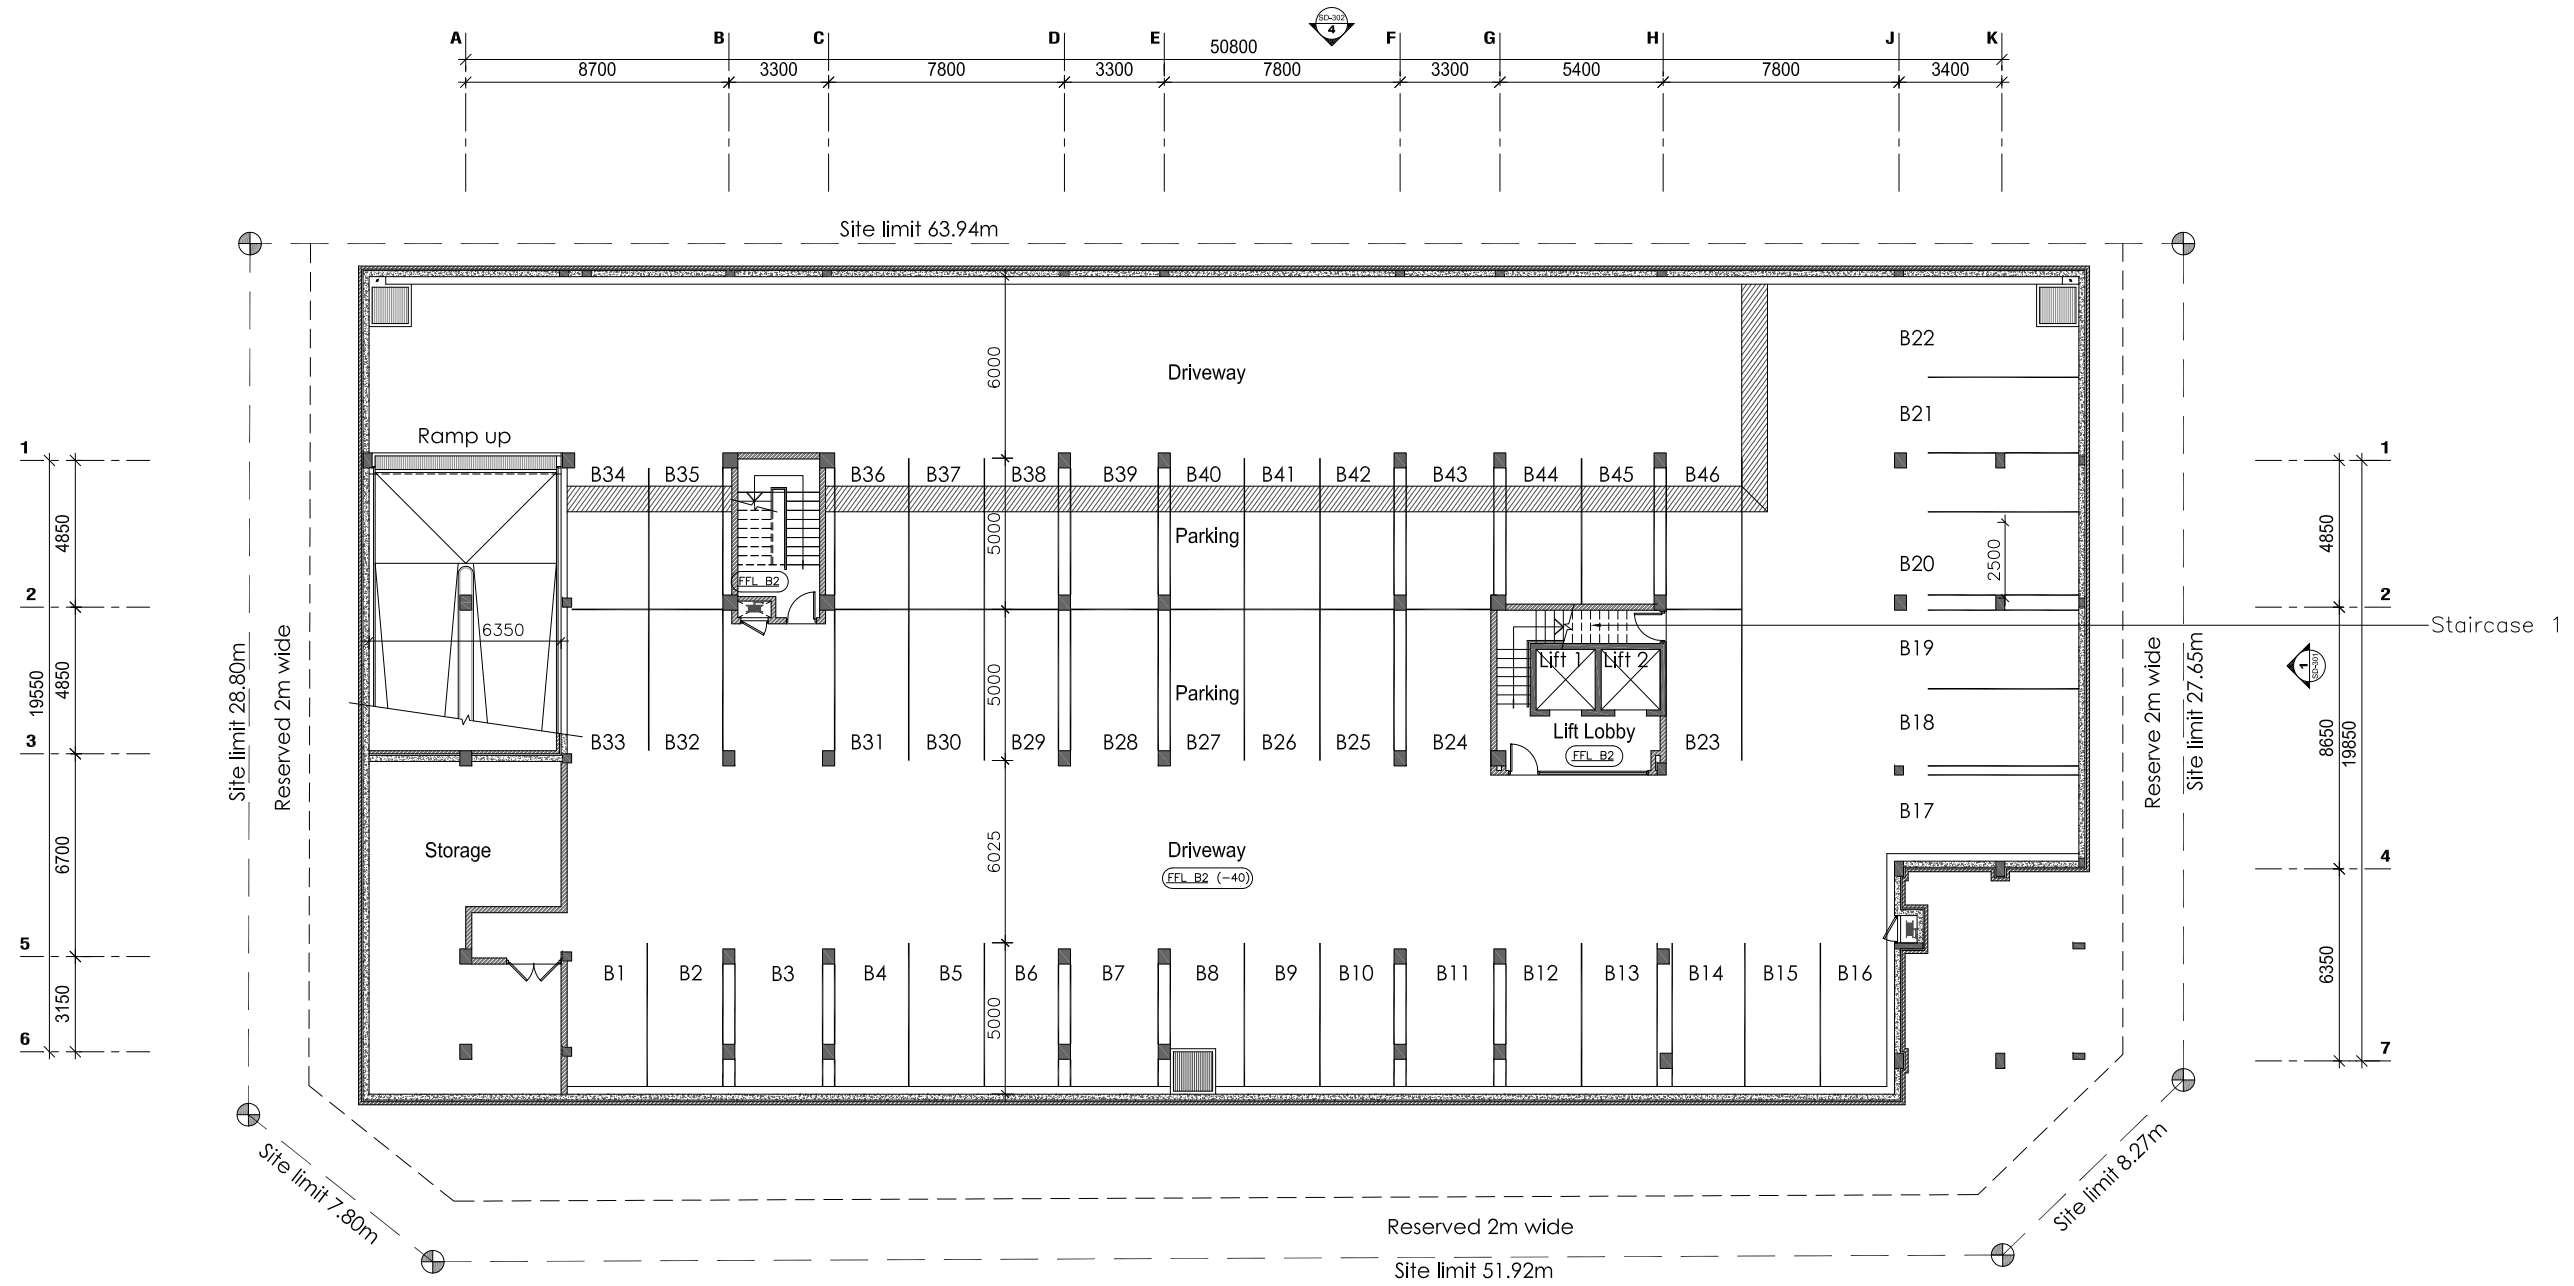 SD-302
4
A B C D E F G H J K
50800
8700 3300 7800 3300 7800 3300 5400 7800 3400
Site limit 63.94m
B22
6000
Driveway
B21
Ramp up
1 1
B34 B35 B36 B37 B38 B39 B40 B41 B42 B43 B44 B45 B46
4850 5000 Parking 2500 4850
B20
FFL B2
2 2
6350
Staircase 1
19550 4850
Site limit 28.80m
Reserved 2m wide
5000
Parking
Lift 1 Lift 2
B19
Reserve 2m wide
Site limit 27.65m
1
SD-301
B18
Lift Lobby
FFL B2
3
B33 B32 B31 B30 B29 B28 B27 B26 B25 B24 B23
8650 19850
B17
6700
Storage
6025
Driveway
FFL B2 (-40)
4
5
B1 B2 B3 B4 B5 B6 B7 B8 B9 B10 B11 B12 B13 B14 B15 B16
3150 5000 6350
6 7
Site limit 7.80m
Site limit 8.27m
Reserved 2m wide
Site limit 51.92m